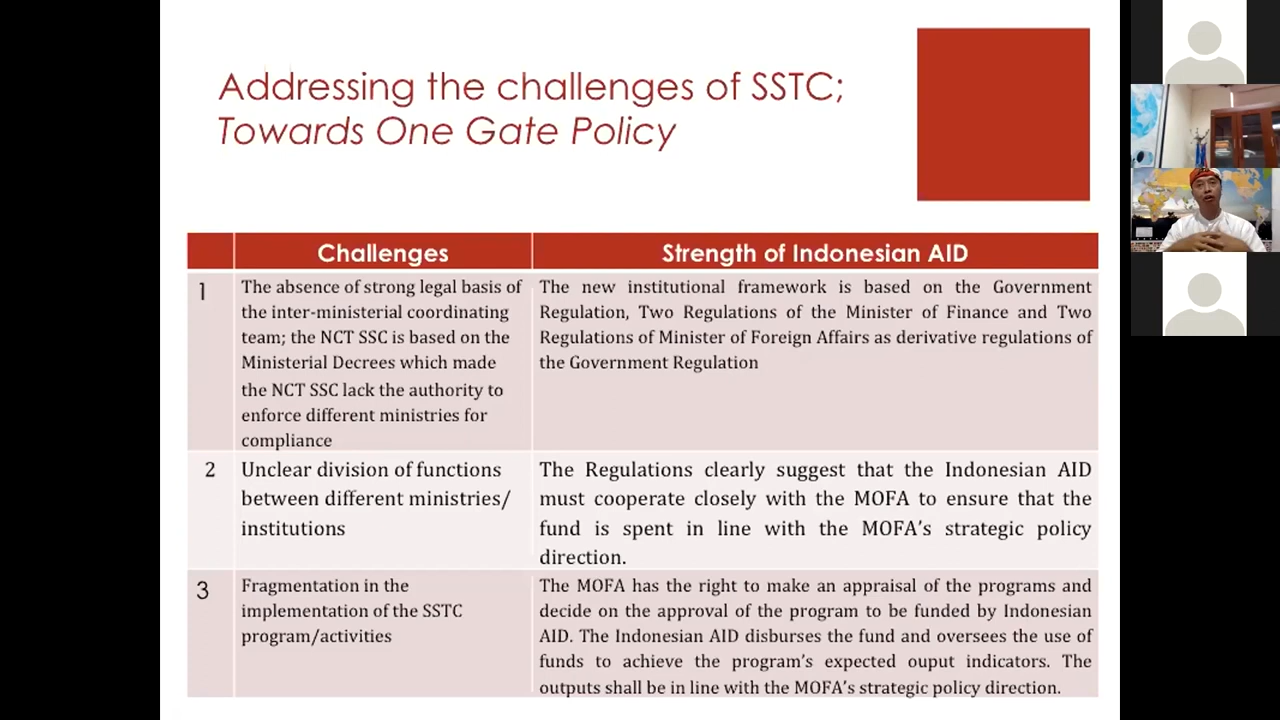 Addressing the challenges of SSTC;
Towards One Gate Policy
Challenges
Strength of Indonesian AID
1
The absence of strong legal basis of
the inter-ministerial coordinating
team; the NCT SSC is based on the
Ministerial Decrees which made
the NCT SSC lack the authority to
enforce different ministries for
compliance
The new institutional framework is based on the Government
Regulation, Two Regulations of the Minister of Finance and Two
Regulations of Minister of Foreign Affairs as derivative regulations of
the Government Regulation
2
Unclear division of functions
between different ministries/
institutions
The Regulations clearly suggest that the Indonesian AID
must cooperate closely with the MOFA to ensure that the
fund is spent in line with the MOFA's strategic policy
direction.
3
Fragmentation in the
implementation of the SSTC
program/activities
The MOFA has the right to make an appraisal of the programs and
decide on the approval of the program to be funded by Indonesian
AID. The Indonesian AID disburses the fund and oversees the use of
funds to achieve the program's expected ouput indicators. The
outputs shall be in line with the MOFA's strategic policy direction.